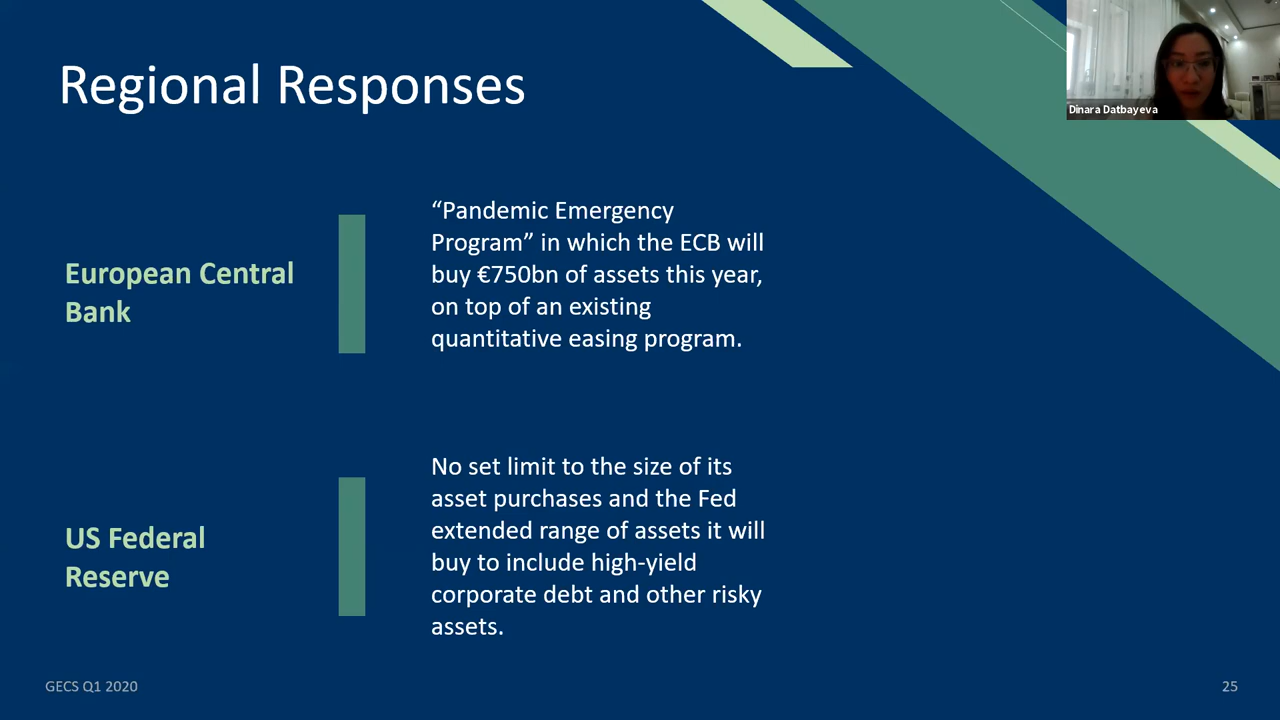 Regional Responses
Dinara Datbayeva
European Central
Bank
“Pandemic Emergency
Program” in which the ECB will
buy €750bn of assets this year,
on top of an existing
quantitative easing program.
US Federal
Reserve
No set limit to the size of its
asset purchases and the Fed
extended range of assets it will
buy to include high-yield
corporate debt and other risky
assets.
GECS Q1 2020
25